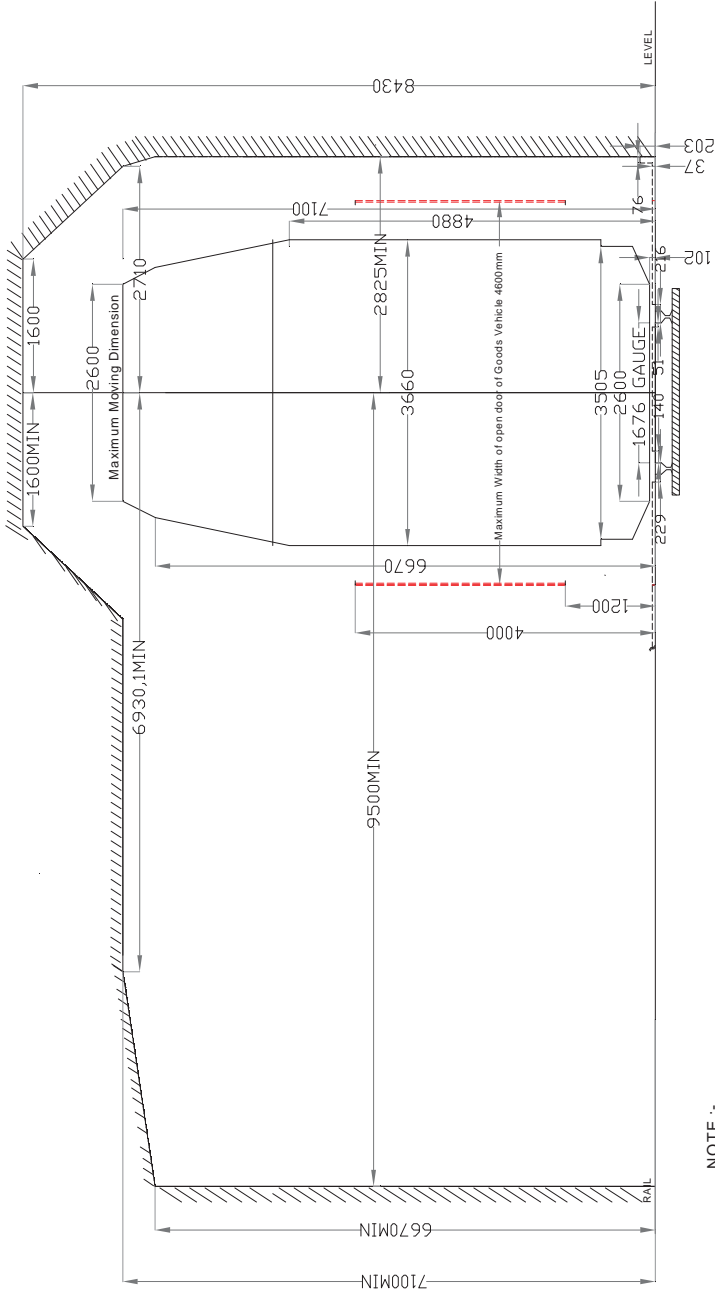 LEVEL
8430
203
37
76
7100
4880
2710
2825MIN
102
216
1600
2600
Maximum Moving Dimension
3660
Maximum Width of open door of Goods Vehicle 4600mm
3505
2600
1676 GAUGE
51
140
1600MIN
229
6670
1200
4000
6930,1MIN
9500MIN
RAIL
6670MIN
7100MIN
NOTE :-